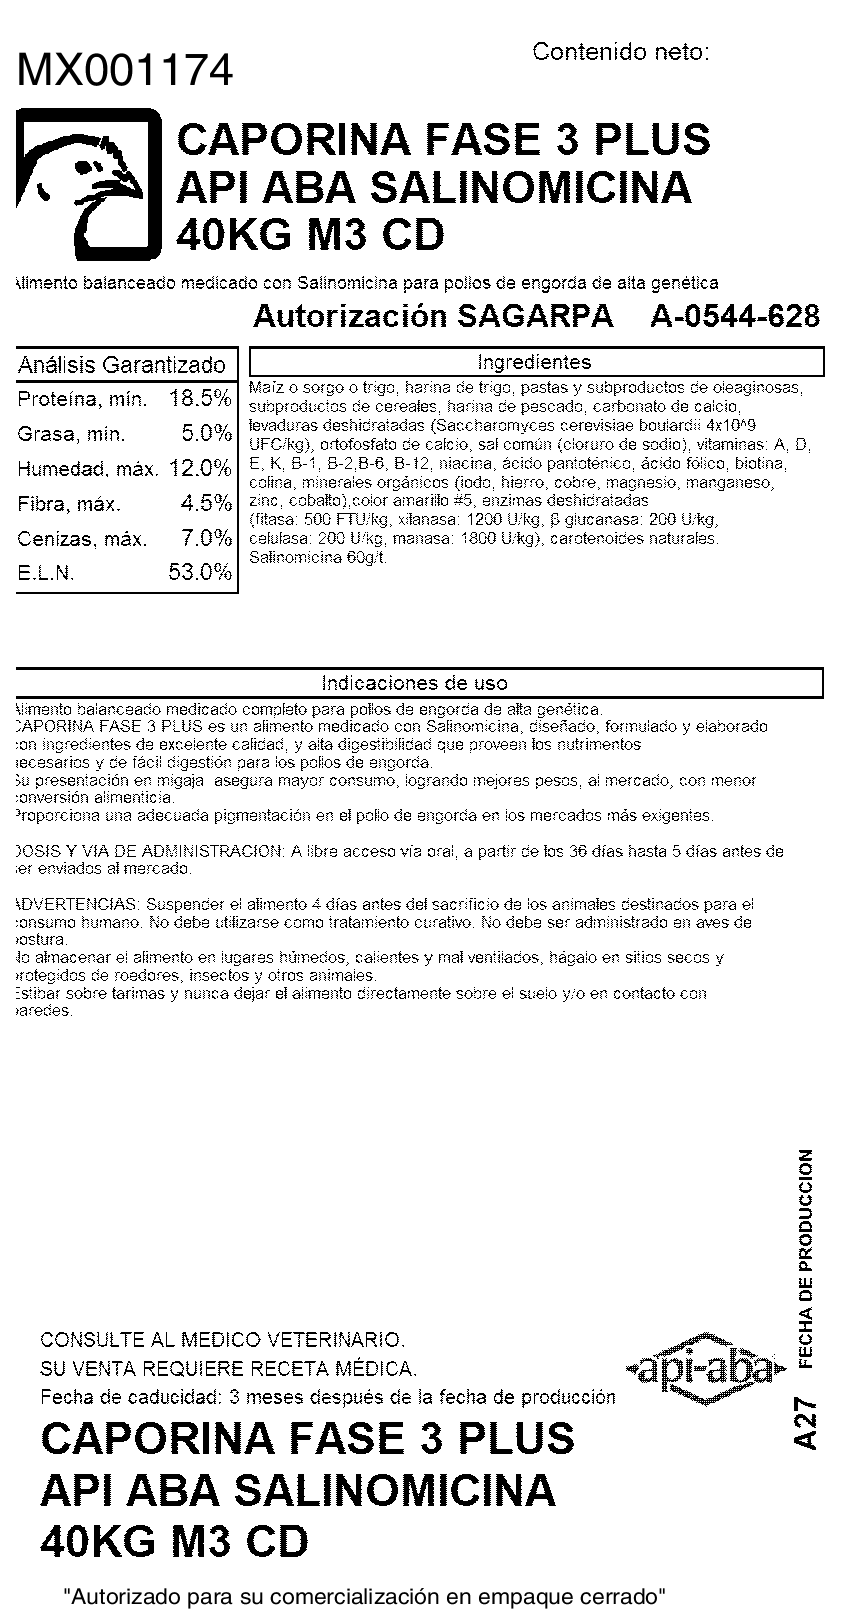 MX001174
Contenido neto:
CAPORINA FASE 3 PLUS
API ABA SALINOMICINA
40KG M3 CD
Alimento balanceado medicado con Salinomicina para pollos de engorda de alta genética
Autorización SAGARPA A-0544-628
Análisis Garantizado
Proteína, mín. 18.5%
Grasa, mín. 5.0%
Humedad, máx. 12.0%
Fibra, máx. 4.5%
Cenizas, máx. 7.0%
E.L.N. 53.0%
Ingredientes
Maíz o sorgo o trigo, harina de trigo, pastas y subproductos de oleaginosas,
subproductos de cereales, harina de pescado, carbonato de calcio,
levaduras deshidratadas (Saccharomyces cerevisiae boulardii 4x10^9
UFC/kg), ortofosfato de calcio, sal común (cloruro de sodio), vitaminas: A, D,
E, K, B-1, B-2,B-6, B-12, niacina, ácido pantoténico, ácido fólico, biotina,
colina, minerales orgánicos (iodo, hierro, cobre, magnesio, manganeso,
zinc, cobalto),color amarillo #5, enzimas deshidratadas
(fitasa: 500 FTU/kg, xilanasa: 1200 U/kg, β glucanasa: 200 U/kg,
celulasa: 200 U/kg, manasa: 1800 U/kg), carotenoides naturales.
Salinomicina 60g/t.
Indicaciones de uso
Alimento balanceado medicado completo para pollos de engorda de alta genética.
CAPORINA FASE 3 PLUS es un alimento medicado con Salinomicina, diseñado, formulado y elaborado
con ingredientes de excelente calidad, y alta digestibilidad que proveen los nutrimentos
necesarios y de fácil digestión para los pollos de engorda.
Su presentación en migaja asegura mayor consumo, logrando mejores pesos, al mercado, con menor
conversión alimenticia.
Proporciona una adecuada pigmentación en el pollo de engorda en los mercados más exigentes.
DOSIS Y VIA DE ADMINISTRACION: A libre acceso vía oral, a partir de los 36 días hasta 5 días antes de
ser enviados al mercado.
ADVERTENCIAS: Suspender el alimento 4 días antes del sacrificio de los animales destinados para el
consumo humano. No debe utilizarse como tratamiento curativo. No debe ser administrado en aves de
postura.
No almacenar el alimento en lugares húmedos, calientes y mal ventilados, hágalo en sitios secos y
protegidos de roedores, insectos y otros animales.
Estibar sobre tarimas y nunca dejar el alimento directamente sobre el suelo y/o en contacto con
paredes.
FECHA DE PRODUCCION
A27
CONSULTE AL MEDICO VETERINARIO.
SU VENTA REQUIERE RECETA MÉDICA.
Fecha de caducidad: 3 meses después de la fecha de producción
api-aba
CAPORINA FASE 3 PLUS
API ABA SALINOMICINA
40KG M3 CD
"Autorizado para su comercialización en empaque cerrado"